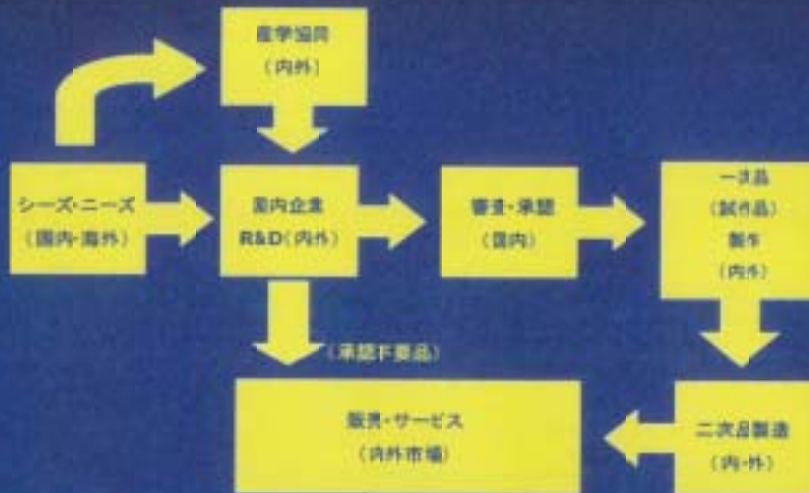 産学協同
(内外)
シーズ・ニーズ
(国内・海外)
国内企業
R&D(内外)
審査・承認
(国内)
一次品
(試作品)
製作
(内外)
(承認不要品)
販売・サービス
(内外市場)
二次品製造
(内・外)